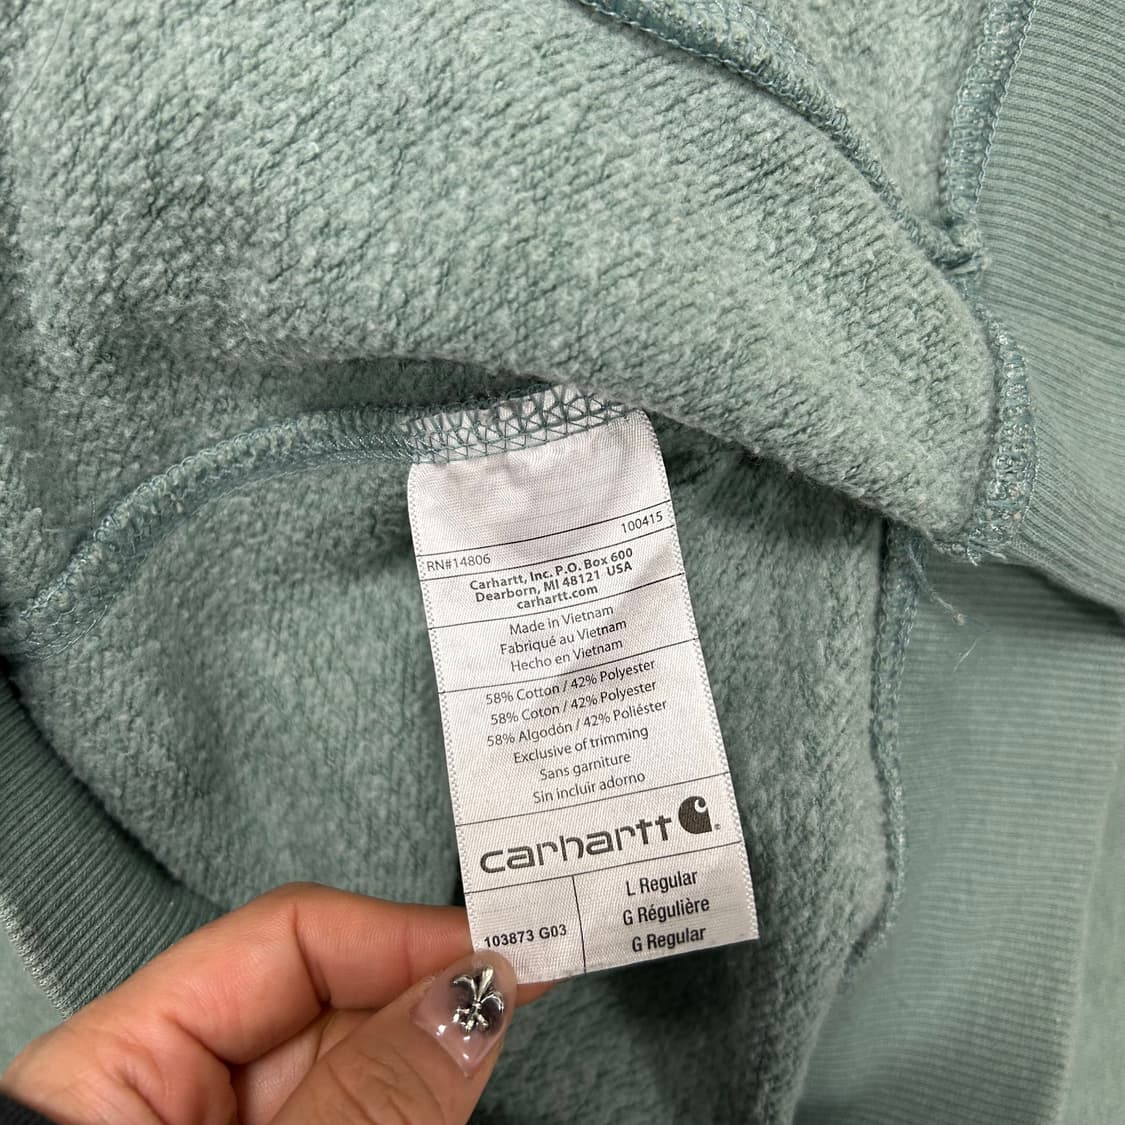 RN#14806 100415
Carhartt, Inc. P.O. Box 600
Dearborn, MI 48121 USA
carhartt.com
Made in Vietnam
Fabriqué au Vietnam
Hecho en Vietnam
58% Cotton / 42% Polyester
58% Coton / 42% Polyester
58% Algodón / 42% Poliéster
Exclusive of trimming
Sans garniture
Sin incluir adorno
carhartt
103873 G03
L Regular
G Régulière
G Regular